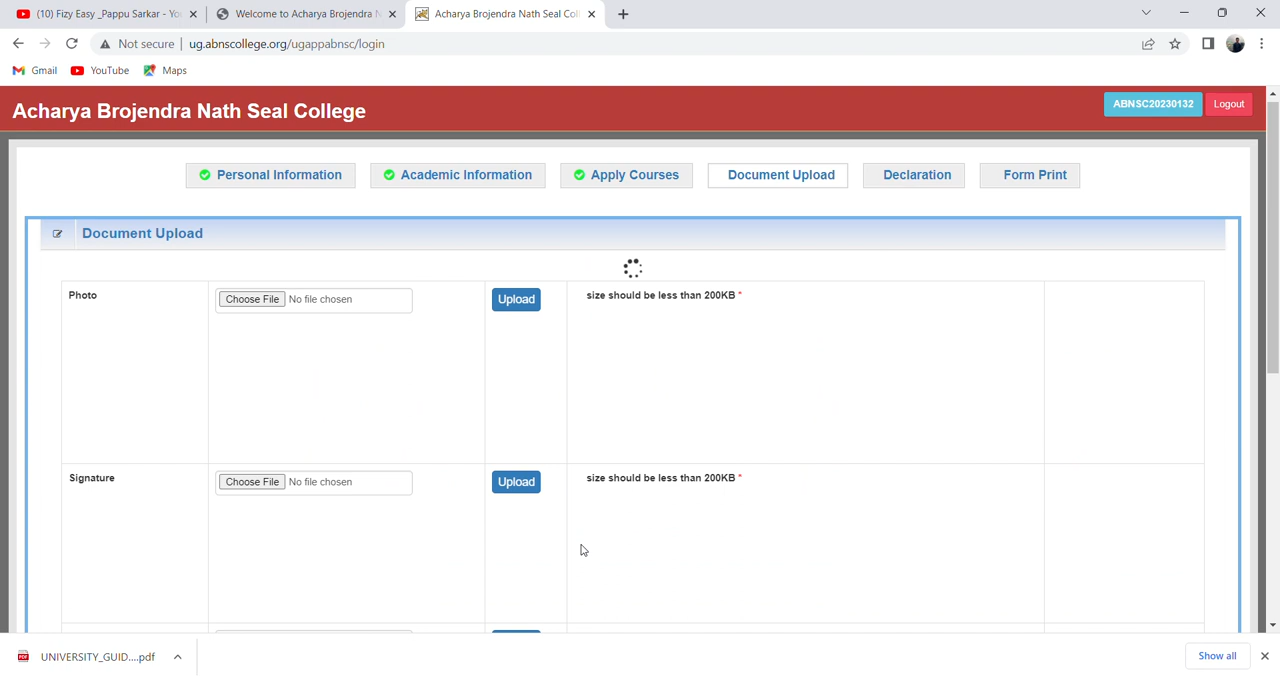 (10) Fizy Easy _Pappu Sarkar - Yo
Welcome to Acharya Brojendra N
Acharya Brojendra Nath Seal Coll
Not secure | ug.abnscollege.org/ugappabnsc/login
Gmail
YouTube
Maps
Acharya Brojendra Nath Seal College
ABNSC20230132
Logout
Personal Information
Academic Information
Apply Courses
Document Upload
Declaration
Form Print
Document Upload
Photo
Choose File No file chosen
Upload
size should be less than 200KB *
Signature
Choose File No file chosen
Upload
size should be less than 200KB *
UNIVERSITY_GUID....pdf
Show all